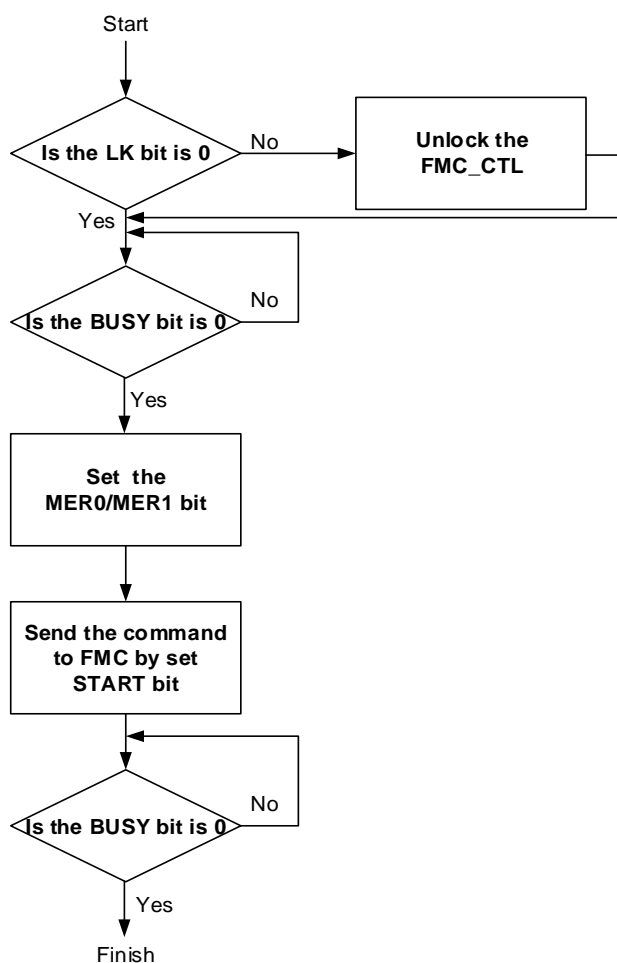 Start
Is the LK bit is 0
No
Unlock the
FMC_CTL
Yes
Is the BUSY bit is 0
No
Yes
Set the
MER0/MER1 bit
Send the command
to FMC by set
START bit
Is the BUSY bit is 0
No
Yes
Finish